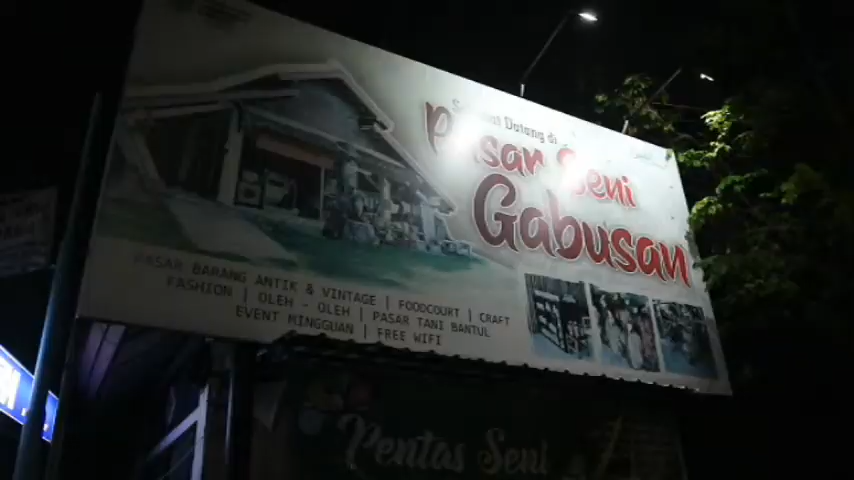 Selamat Datang di
Pasar Seni
Gabusan
PASAR BARANG ANTIK & VINTAGE | FOODCOURT | CRAFT
FASHION | OLEH - OLEH | PASAR TANI BANTUL
EVENT MINGGUAN | FREE WIFI
Pentas Seni